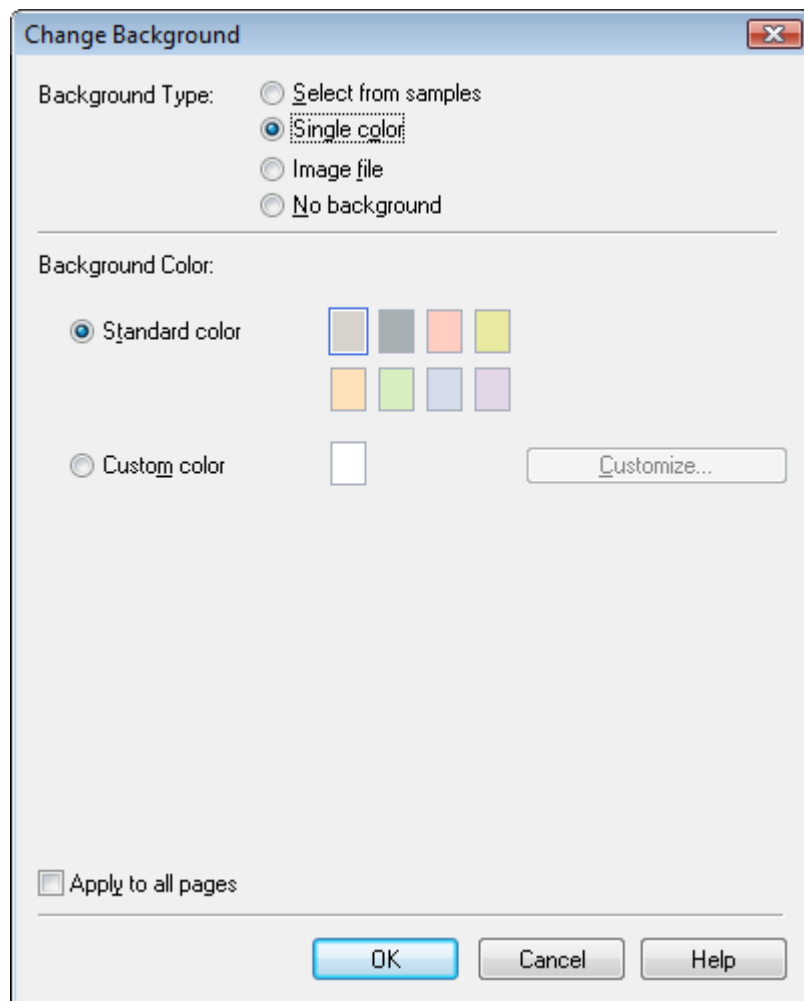 Change Background
Background Type:
Select from samples
Single color
Image file
No background
Background Color:
Standard color
Custom color
Customize...
Apply to all pages
OK
Cancel
Help